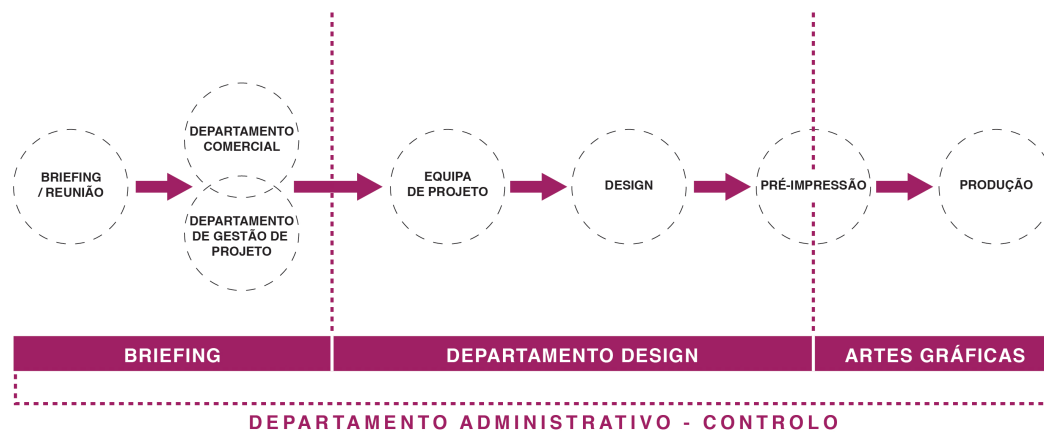 BRIEFING
/ REUNIÃO
DEPARTAMENTO
COMERCIAL
DEPARTAMENTO
DE GESTÃO DE
PROJETO
EQUIPA
DE PROJETO
DESIGN
PRÉ-IMPRESSÃO
PRODUÇÃO
BRIEFING
DEPARTAMENTO DESIGN
ARTES GRÁFICAS
DEPARTAMENTO ADMINISTRATIVO - CONTROLO